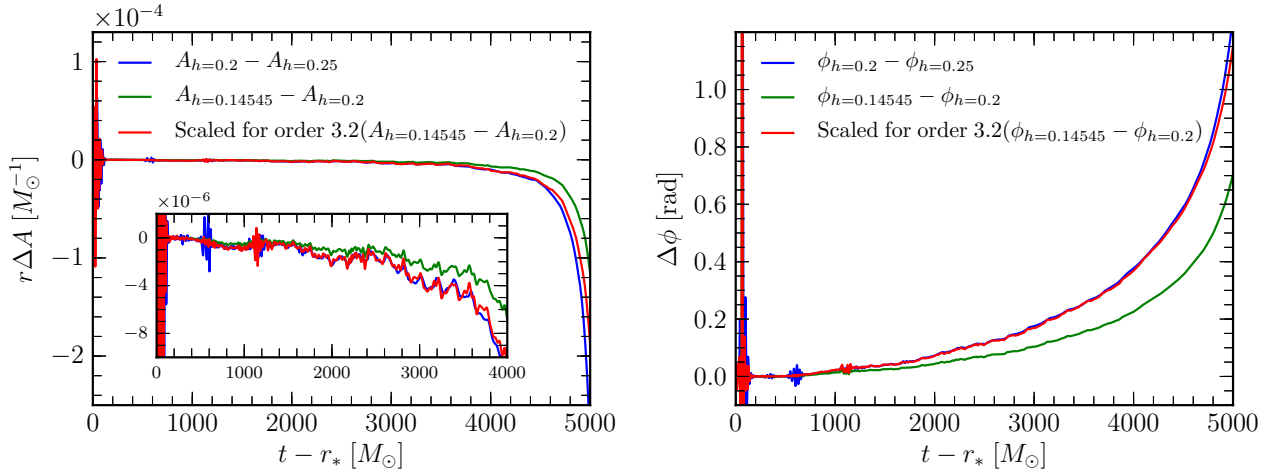 ×10⁻⁴
1
0
−1
−2
r ΔA [M⊙⁻¹]
A_{h=0.2} − A_{h=0.25}
A_{h=0.14545} − A_{h=0.2}
Scaled for order 3.2(A_{h=0.14545} − A_{h=0.2})
×10⁻⁶
0
−4
−8
0 1000 2000 3000 4000
0 1000 2000 3000 4000 5000
t − r_* [M⊙]
1.0
0.8
0.6
0.4
0.2
0.0
Δϕ [rad]
ϕ_{h=0.2} − ϕ_{h=0.25}
ϕ_{h=0.14545} − ϕ_{h=0.2}
Scaled for order 3.2(ϕ_{h=0.14545} − ϕ_{h=0.2})
0 1000 2000 3000 4000 5000
t − r_* [M⊙]